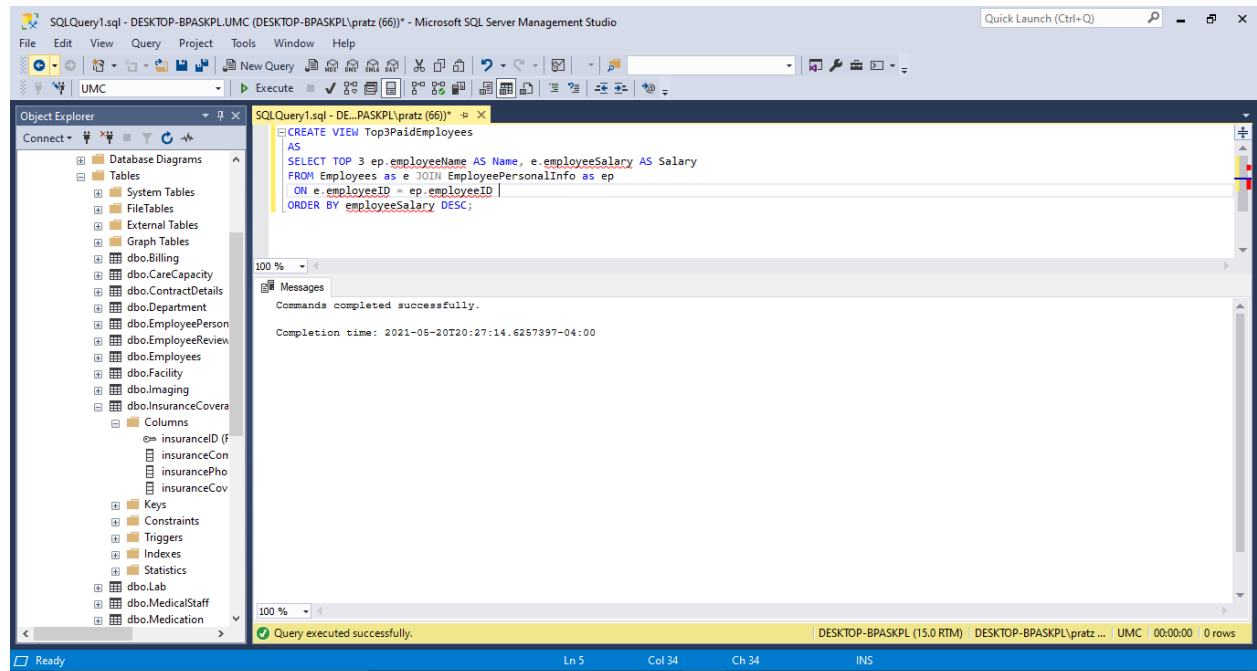 SQLQuery1.sql - DESKTOP-BPASKPL.UMC (DESKTOP-BPASKPL\pratz (66))* - Microsoft SQL Server Management Studio
Quick Launch (Ctrl+Q)
File Edit View Query Project Tools Window Help
New Query
UMC
Execute
Object Explorer
Connect
Database Diagrams
Tables
System Tables
FileTables
External Tables
Graph Tables
dbo.Billing
dbo.CareCapacity
dbo.ContractDetails
dbo.Department
dbo.EmployeePerson
dbo.EmployeeReview
dbo.Employees
dbo.Facility
dbo.Imaging
dbo.InsuranceCovera
Columns
insuranceID (F
insuranceCom
insurancePho
insuranceCov
Keys
Constraints
Triggers
Indexes
Statistics
dbo.Lab
dbo.MedicalStaff
dbo.Medication
SQLQuery1.sql - DE...PASKPL\pratz (66))*
CREATE VIEW Top3PaidEmployees
AS
SELECT TOP 3 ep.employeeName AS Name, e.employeeSalary AS Salary
FROM Employees as e JOIN EmployeePersonalInfo as ep
ON e.employeeID = ep.employeeID
ORDER BY employeeSalary DESC;
100 %
Messages
Commands completed successfully.
Completion time: 2021-05-20T20:27:14.6257397-04:00
100 %
Query executed successfully.
DESKTOP-BPASKPL (15.0 RTM) DESKTOP-BPASKPL\pratz ... UMC 00:00:00 0 rows
Ready
Ln 5 Col 34 Ch 34 INS